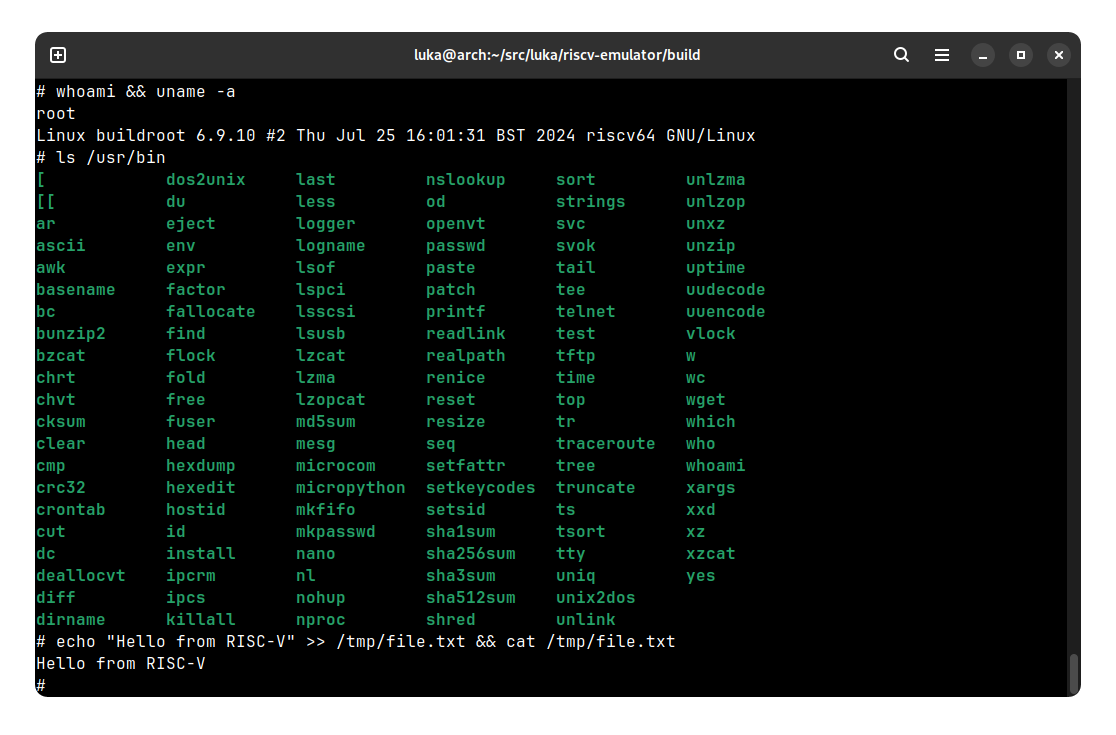 luka@arch:~/src/luka/riscv-emulator/build
# whoami && uname -a
root
Linux buildroot 6.9.10 #2 Thu Jul 25 16:01:31 BST 2024 riscv64 GNU/Linux
# ls /usr/bin
[            dos2unix     last         nslookup     sort         unlzma
[[           du           less         od           strings      unlzop
ar           eject        logger       openvt       svc          unxz
ascii        env          logname      passwd       svok         unzip
awk          expr         lsof         paste        tail         uptime
basename     factor       lspci        patch        tee          uudecode
bc           fallocate    lsscsi       printf       telnet       uuencode
bunzip2      find         lsusb        readlink     test         vlock
bzcat        flock        lzcat        realpath     tftp         w
chrt         fold         lzma         renice       time         wc
chvt         free         lzopcat      reset        top          wget
cksum        fuser        md5sum       resize       tr           which
clear        head         mesg         seq          traceroute   who
cmp          hexdump      microcom     setfattr     tree         whoami
crc32        hexedit      micropython  setkeycodes  truncate     xargs
crontab      hostid       mkfifo       setsid       ts           xxd
cut          id           mkpasswd     sha1sum      tsort        xz
dc           install      nano         sha256sum    tty          xzcat
deallocvt    ipcrm        nl           sha3sum      uniq         yes
diff         ipcs         nohup        sha512sum    unix2dos
dirname      killall      nproc        shred        unlink
# echo "Hello from RISC-V" >> /tmp/file.txt && cat /tmp/file.txt
Hello from RISC-V
#